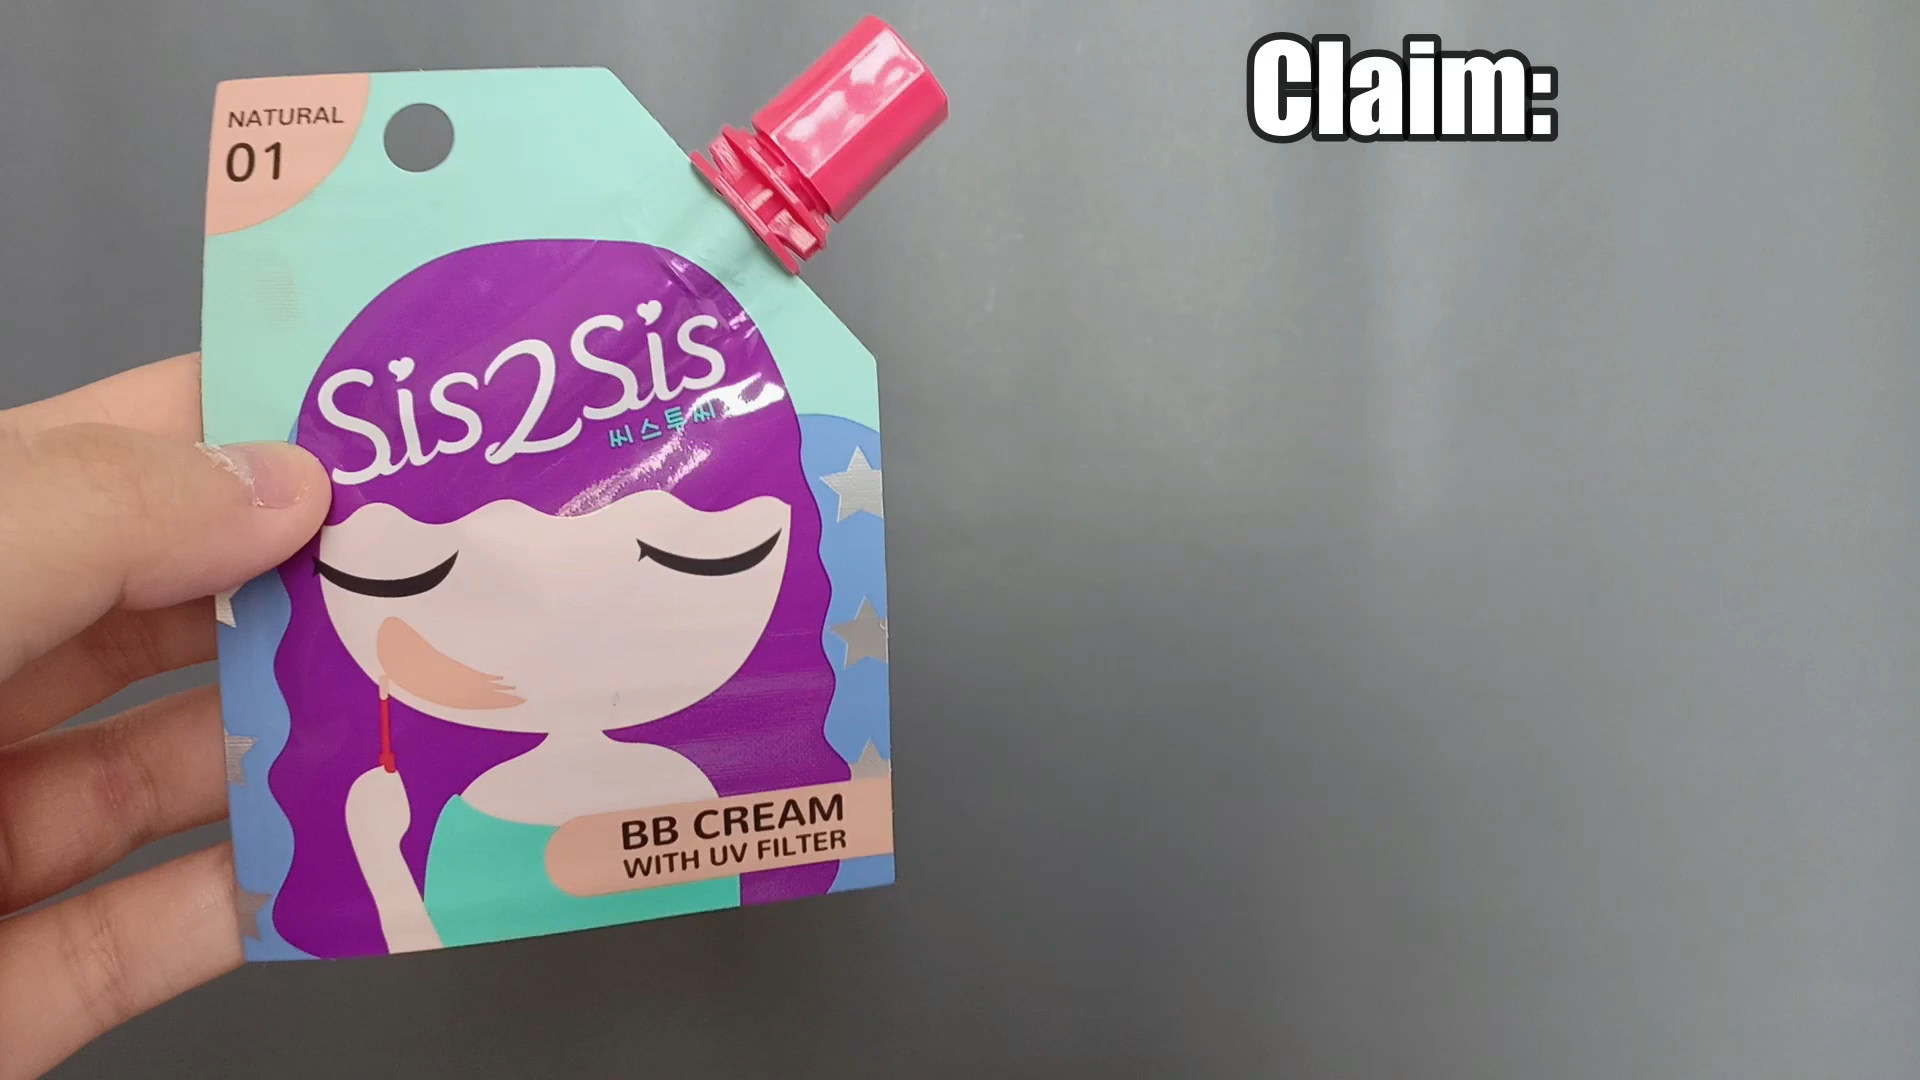 Claim:
NATURAL
01
Sis2Sis
씨스투씨
BB CREAM
WITH UV FILTER